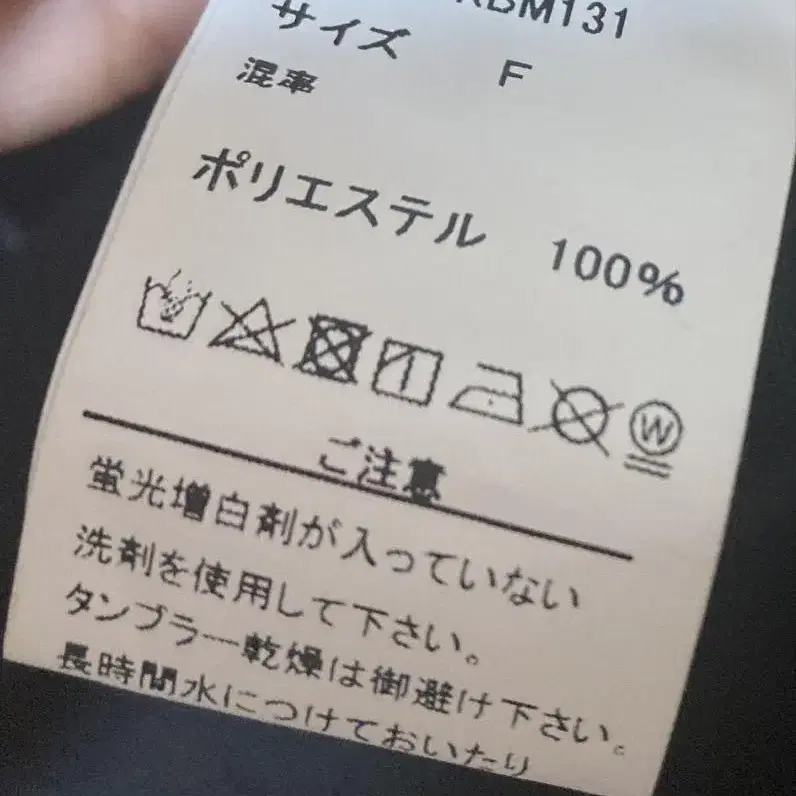 BM131
サイズ F
混率
ポリエステル 100%
W
ご注意
蛍光増白剤が入っていない
洗剤を使用して下さい。
タンブラー乾燥は御避け下さい。
長時間水につけておいたり